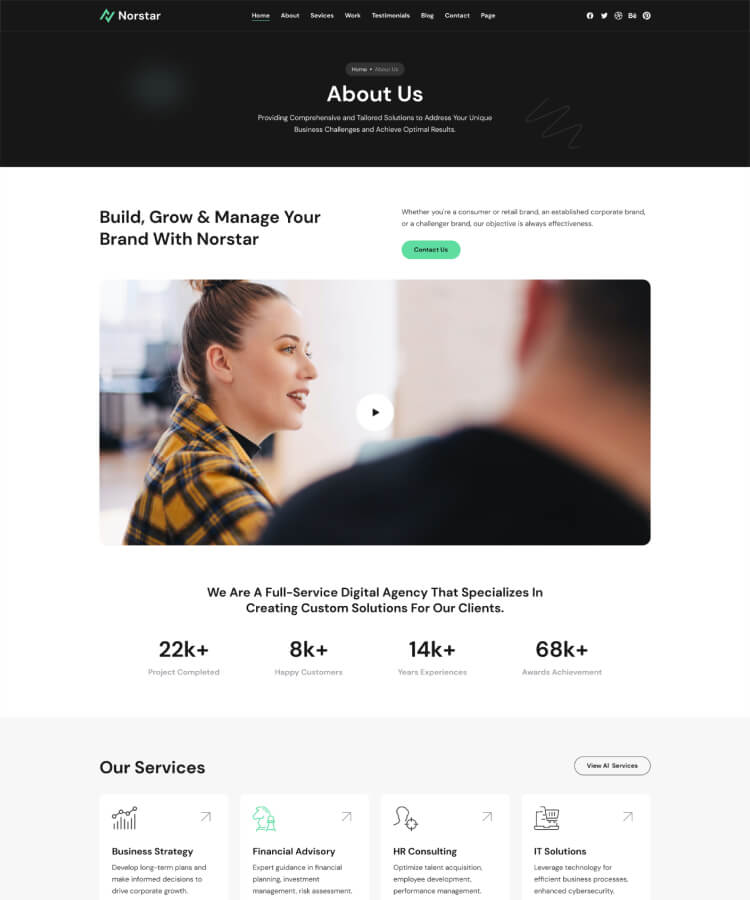 Norstar
Home About Sevices Work Testimonials Blog Contact Page
Bē
Home • About Us
About Us
Providing Comprehensive and Tailored Solutions to Address Your Unique
Business Challenges and Achieve Optimal Results.
Build, Grow & Manage Your
Brand With Norstar
Whether you're a consumer or retail brand, an established corporate brand,
or a challenger brand, our objective is always effectiveness.
Contact Us
We Are A Full-Service Digital Agency That Specializes In
Creating Custom Solutions For Our Clients.
22k+ 8k+ 14k+ 68k+
Project Completed Happy Customers Years Experiences Awards Achievement
Our Services
View Al Services
Business Strategy
Develop long-term plans and
make informed decisions to
drive corporate growth.
Financial Advisory
Expert guidance in financial
planning, investment
management, risk assessment.
HR Consulting
Optimize talent acquisition,
employee development,
performance management.
IT Solutions
Leverage technology for
efficient business processes,
enhanced cybersecurity.